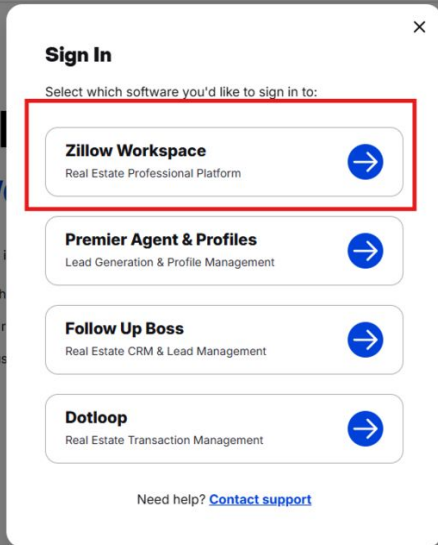 Sign In
Select which software you'd like to sign in to:
Zillow Workspace
Real Estate Professional Platform
Premier Agent & Profiles
Lead Generation & Profile Management
Follow Up Boss
Real Estate CRM & Lead Management
Dotloop
Real Estate Transaction Management
Need help? Contact support